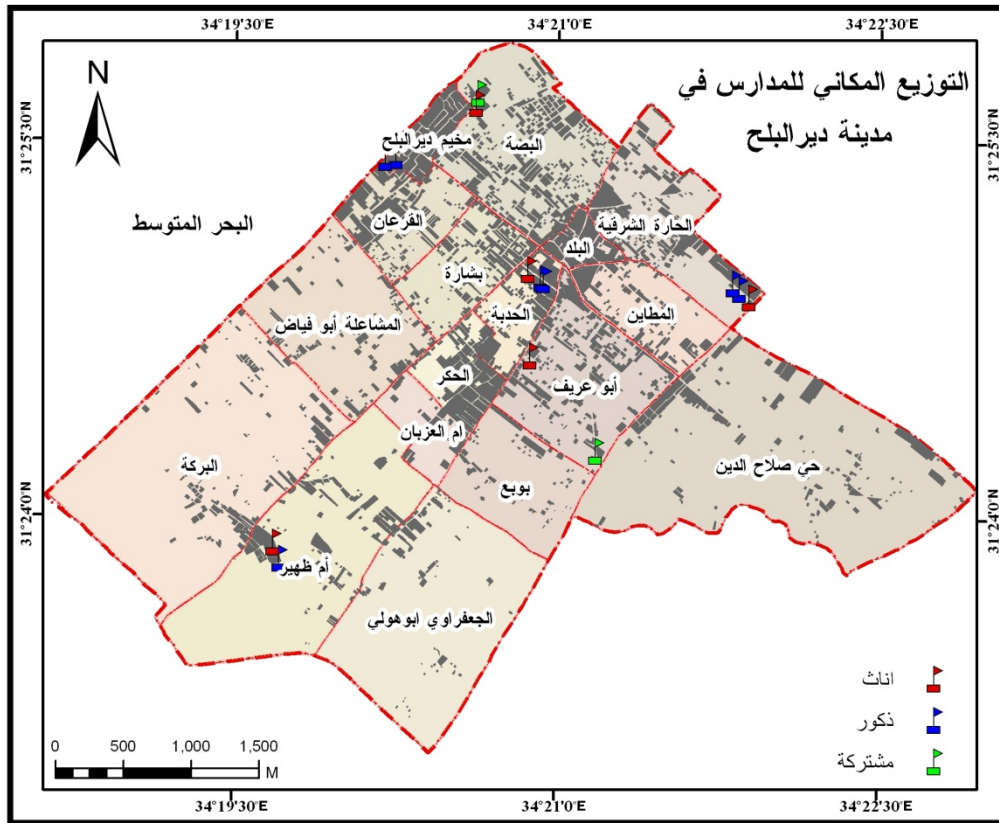 34°19'30"E
34°21'0"E
34°22'30"E
التوزيع المكاني للمدارس في
مدينة ديرالبلح
N
31°25'30"N
31°25'30"N
مخيم ديرالبلح
البصة
البحر المتوسط
القرعان
الحارة الشرقية
البلد
بشارة
المشاعلة أبو فياض
الحدبة
المطاين
الحكر
أبو عريف
ام العزبان
البركة
بويع
حي صلاح الدين
31°24'0"N
31°24'0"N
أم ظهير
الجعفراوي ابوهولي
اناث
ذكور
مشتركة
0 500 1,000 1,500
M
34°19'30"E
34°21'0"E
34°22'30"E